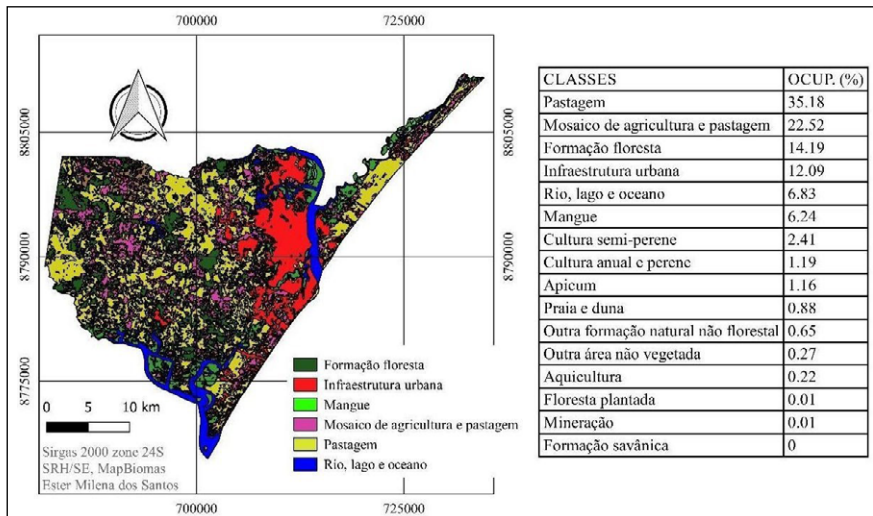 700000 725000
8805000
8790000
8775000
Formação floresta
Infraestrutura urbana
Mangue
Mosaico de agricultura e pastagem
Pastagem
Rio, lago e oceano
0 5 10 km
Sirgus 2000 zone 24S
SRH/SE, MapBiomas
Ester Milena dos Santos
8805000
8790000
8775000
700000 725000
CLASSES OCUP. (%)
Pastagem 35.18
Mosaico de agricultura e pastagem 22.52
Formação floresta 14.19
Infraestrutura urbana 12.09
Rio, lago e oceano 6.83
Mangue 6.24
Cultura semi-perene 2.41
Cultura anual e perene 1.19
Apicum 1.16
Praia e duna 0.88
Outra formação natural não florestal 0.65
Outra área não vegetada 0.27
Aquicultura 0.22
Floresta plantada 0.01
Mineração 0.01
Formação savânica 0